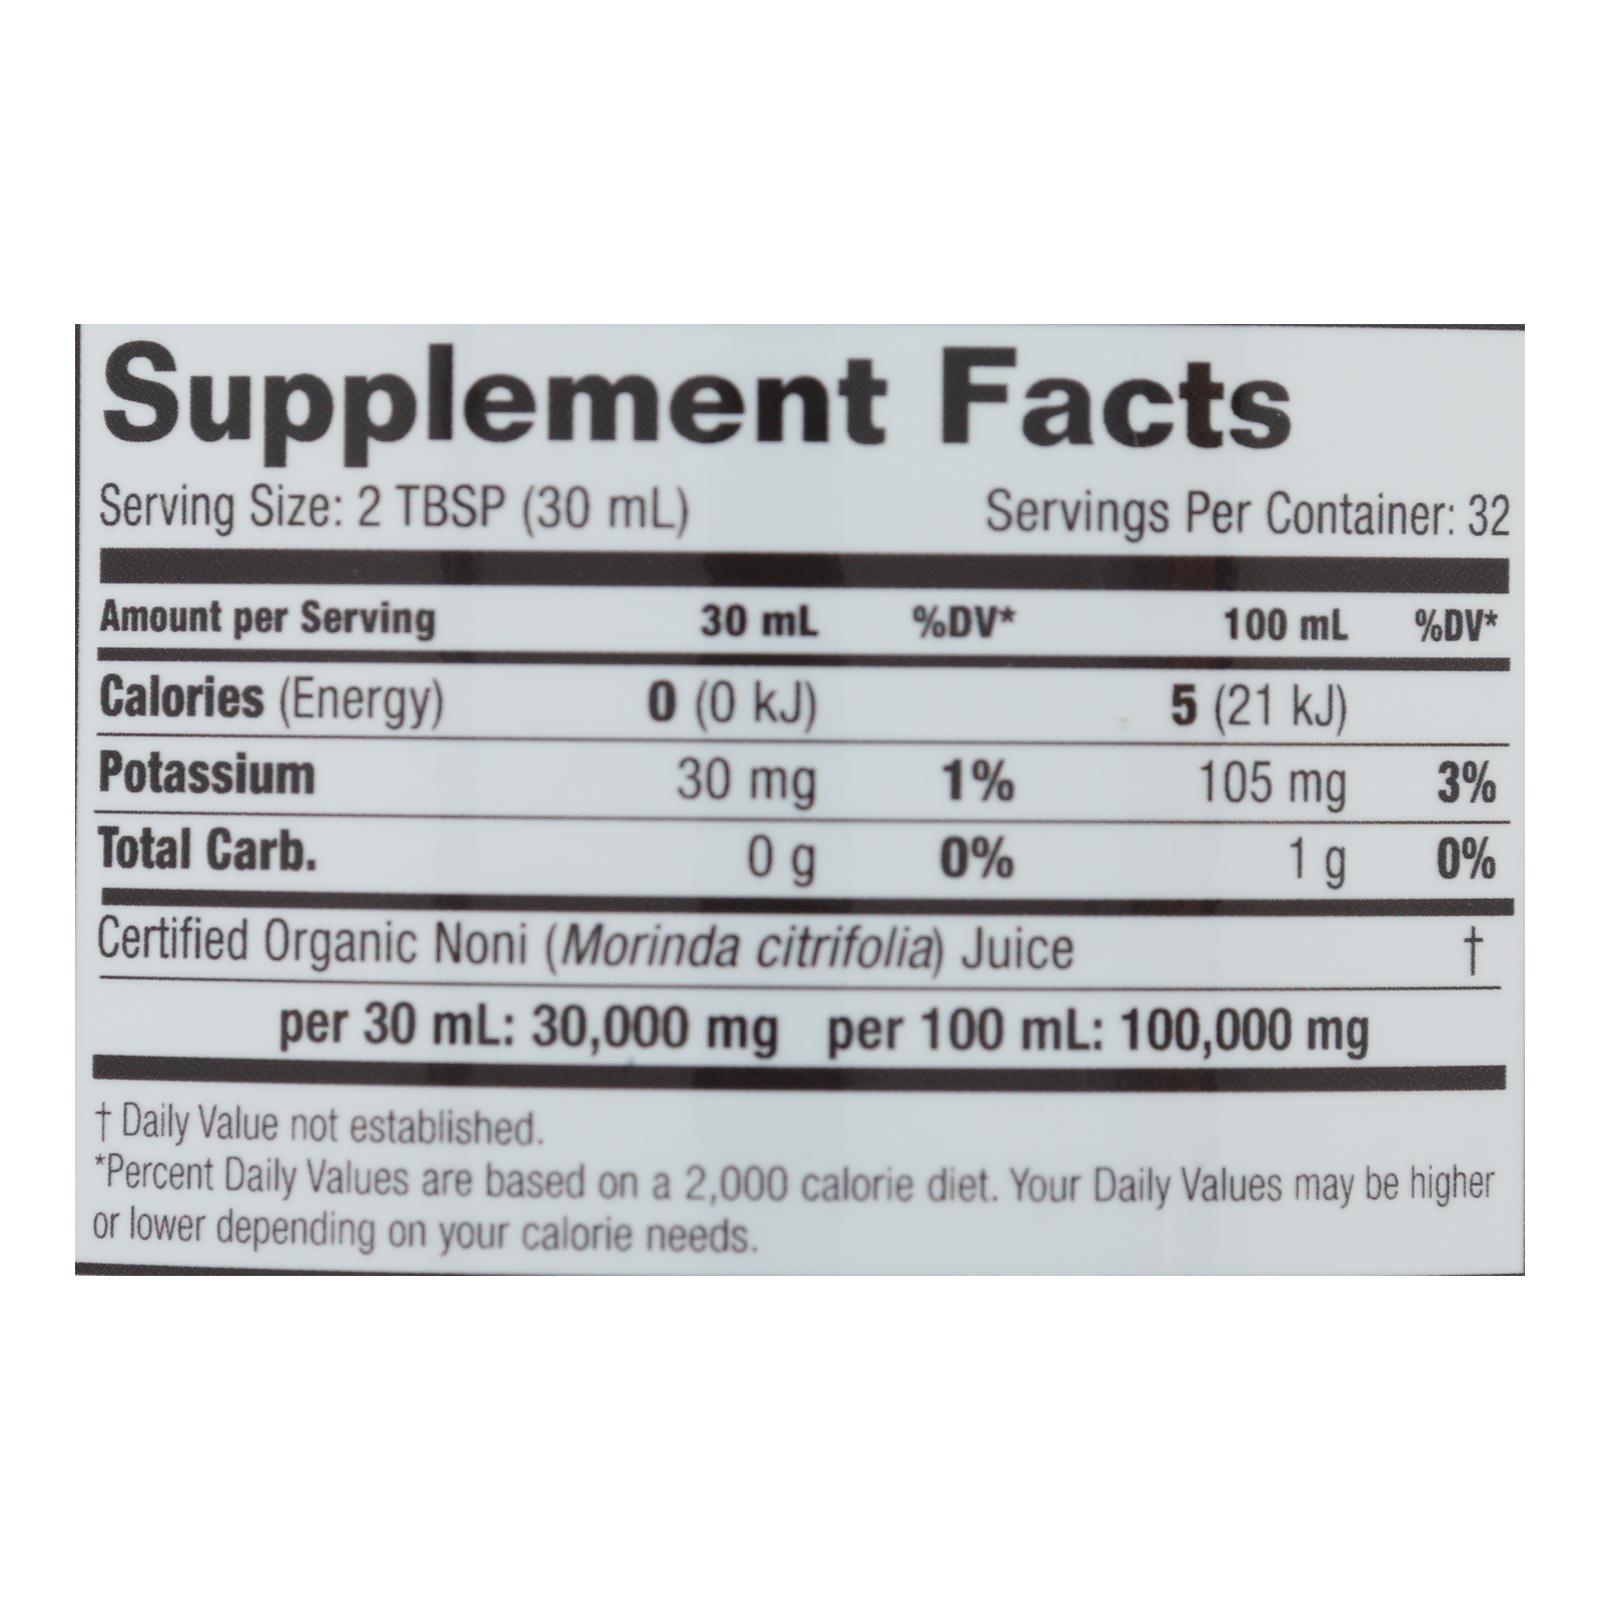 Supplement Facts
Serving Size: 2 TBSP (30 mL) Servings Per Container: 32
Amount per Serving 30 mL %DV* 100 mL %DV*
Calories (Energy) 0 (0 kJ) 5 (21 kJ)
Potassium 30 mg 1% 105 mg 3%
Total Carb. 0 g 0% 1 g 0%
Certified Organic Noni (Morinda citrifolia) Juice †
per 30 mL: 30,000 mg per 100 mL: 100,000 mg
† Daily Value not established.
*Percent Daily Values are based on a 2,000 calorie diet. Your Daily Values may be higher
or lower depending on your calorie needs.